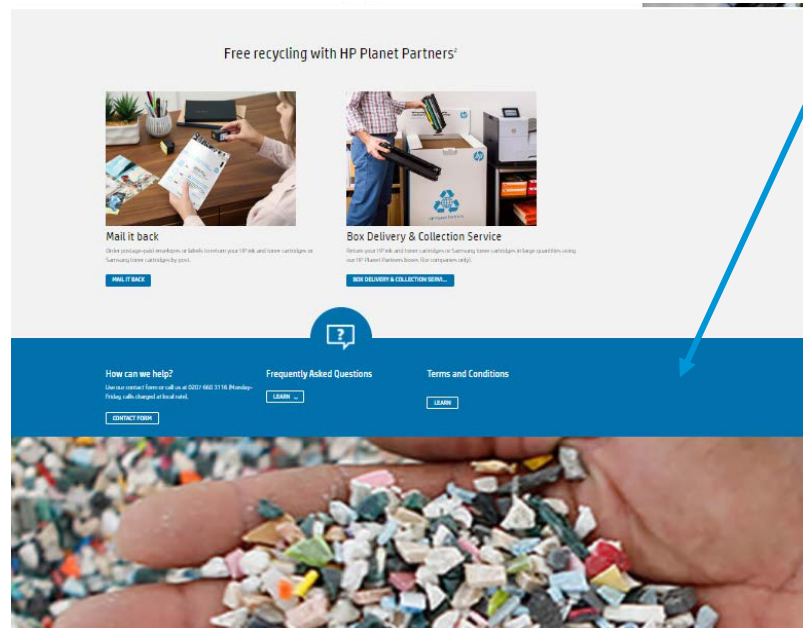 Free recycling with HP Planet Partners²
Mail it back
Order postage-paid envelopes or labels to return your HP ink and toner cartridges or
Samsung toner cartridges by post.
MAIL IT BACK
HP Planet Partners
Box Delivery & Collection Service
Return your HP ink and toner cartridges or Samsung toner cartridges in large quantities using
our HP Planet Partners boxes (for companies only).
BOX DELIVERY & COLLECTION SERVI...
How can we help?
Use our contact form or call us at 0207 660 3116 (Monday-
Friday, calls charged at local rate).
CONTACT FORM
Frequently Asked Questions
LEARN
Terms and Conditions
LEARN